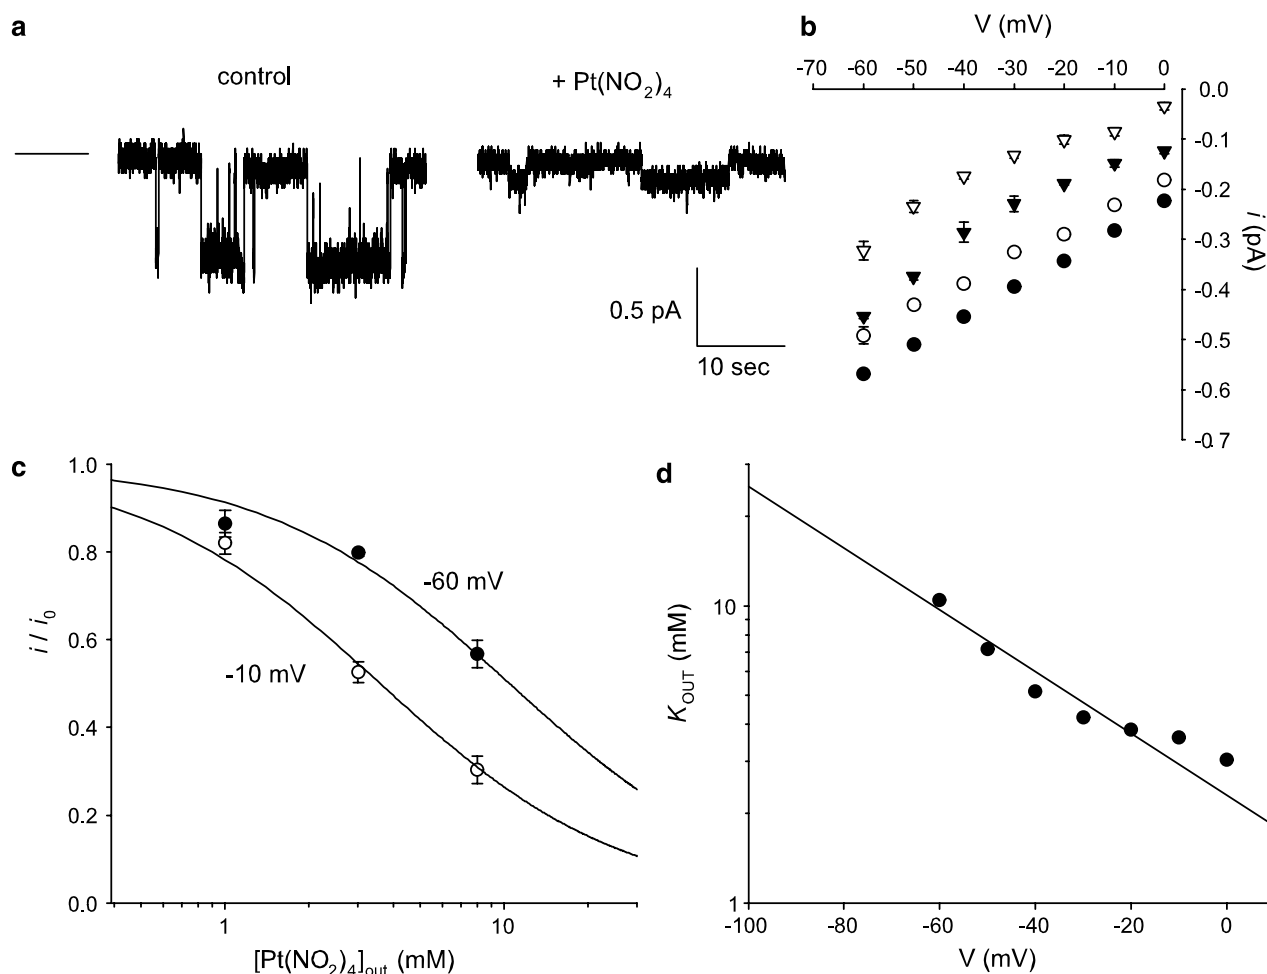 a
control
+ Pt(NO2)4
0.5 pA
10 sec
b
V (mV)
-70 -60 -50 -40 -30 -20 -10 0
0.0
-0.1
-0.2
-0.3
-0.4
-0.5
-0.6
-0.7
i (pA)
c
1.0
0.8
0.6
0.4
0.2
0.0
i / i0
-60 mV
-10 mV
1 10
[Pt(NO2)4]out (mM)
d
10
1
KOUT (mM)
-100 -80 -60 -40 -20 0
V (mV)